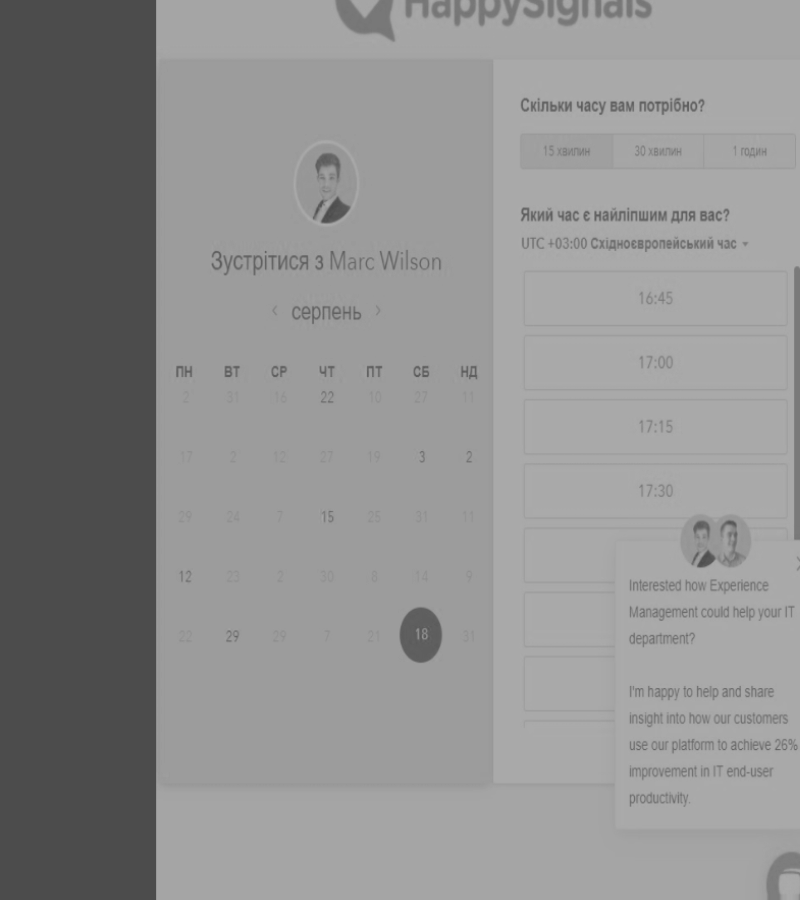 HappySignals
Зустрітися з Marc Wilson
серпень
ПН ВТ СР ЧТ ПТ СБ НД
2 31 16 22 10 27 11
17 2 12 27 19 3 2
29 24 7 15 25 31 11
12 23 2 30 8 14 9
22 29 29 7 21 18 31
Скільки часу вам потрібно?
15 хвилин 30 хвилин 1 годин
Який час є найліпшим для вас?
UTC +03:00 Східноєвропейський час
16:45
17:00
17:15
17:30
Interested how Experience
Management could help your IT
department?
I'm happy to help and share
insight into how our customers
use our platform to achieve 26%
improvement in IT end-user
productivity.